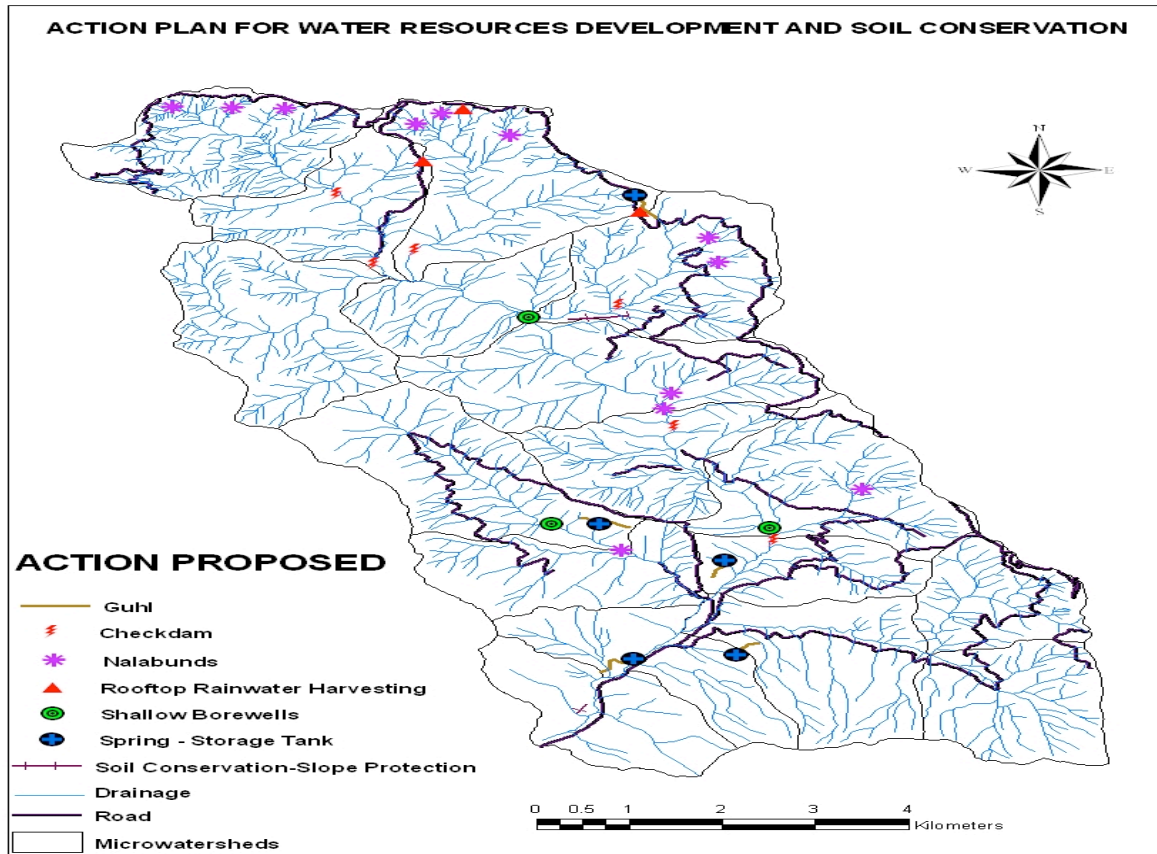 ACTION PLAN FOR WATER RESOURCES DEVELOPMENT AND SOIL CONSERVATION
N
W E
S
ACTION PROPOSED
Guhl
Checkdam
Nalabunds
Rooftop Rainwater Harvesting
Shallow Borewells
Spring - Storage Tank
Soil Conservation-Slope Protection
Drainage
Road
Microwatersheds
0 0.5 1 2 3 4
Kilometers